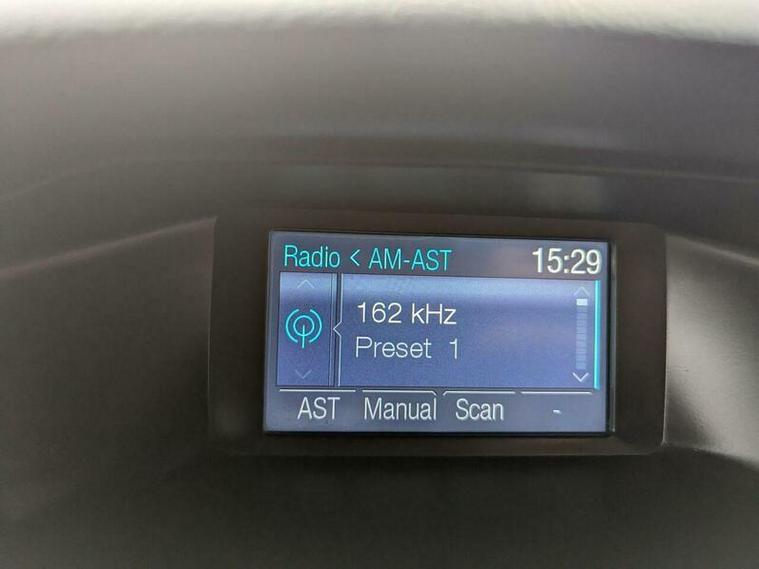 Radio < AM-AST 15:29
162 kHz
Preset 1
AST Manual Scan -